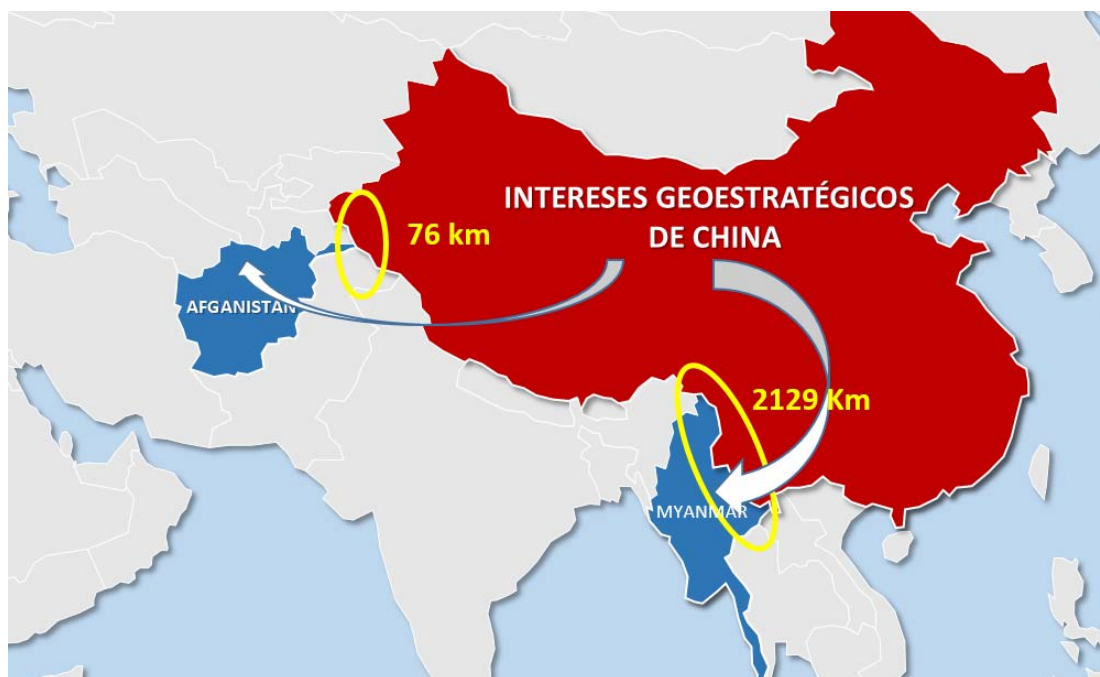 INTERESES GEOESTRATÉGICOS
DE CHINA
76 km
AFGANISTAN
2129 Km
MYANMAR